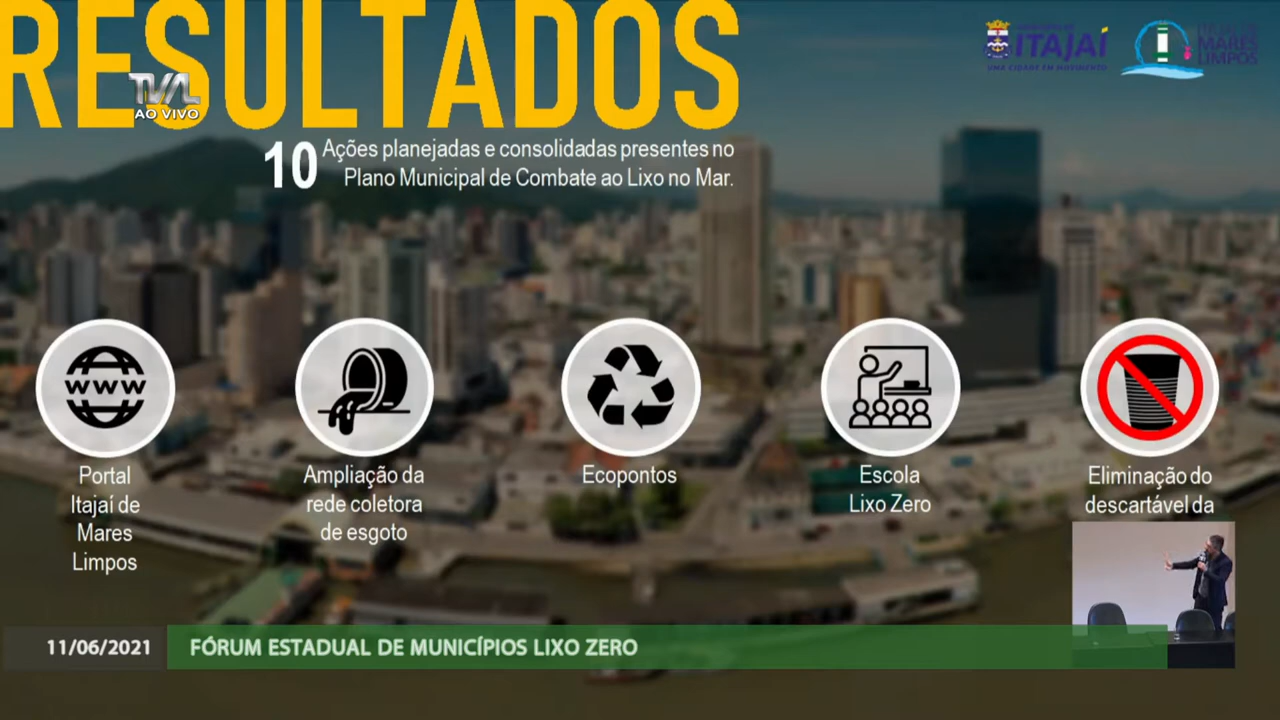 RESULTADOS
TVAL
AO VIVO
ITAJAÍ
UMA CIDADE EM MOVIMENTO
MARES
LIMPOS
10 Ações planejadas e consolidadas presentes no
Plano Municipal de Combate ao Lixo no Mar.
www
Portal
Itajaí de
Mares
Limpos
Ampliação da
rede coletora
de esgoto
Ecopontos
Escola
Lixo Zero
Eliminação do
descartável da
11/06/2021
FÓRUM ESTADUAL DE MUNICÍPIOS LIXO ZERO